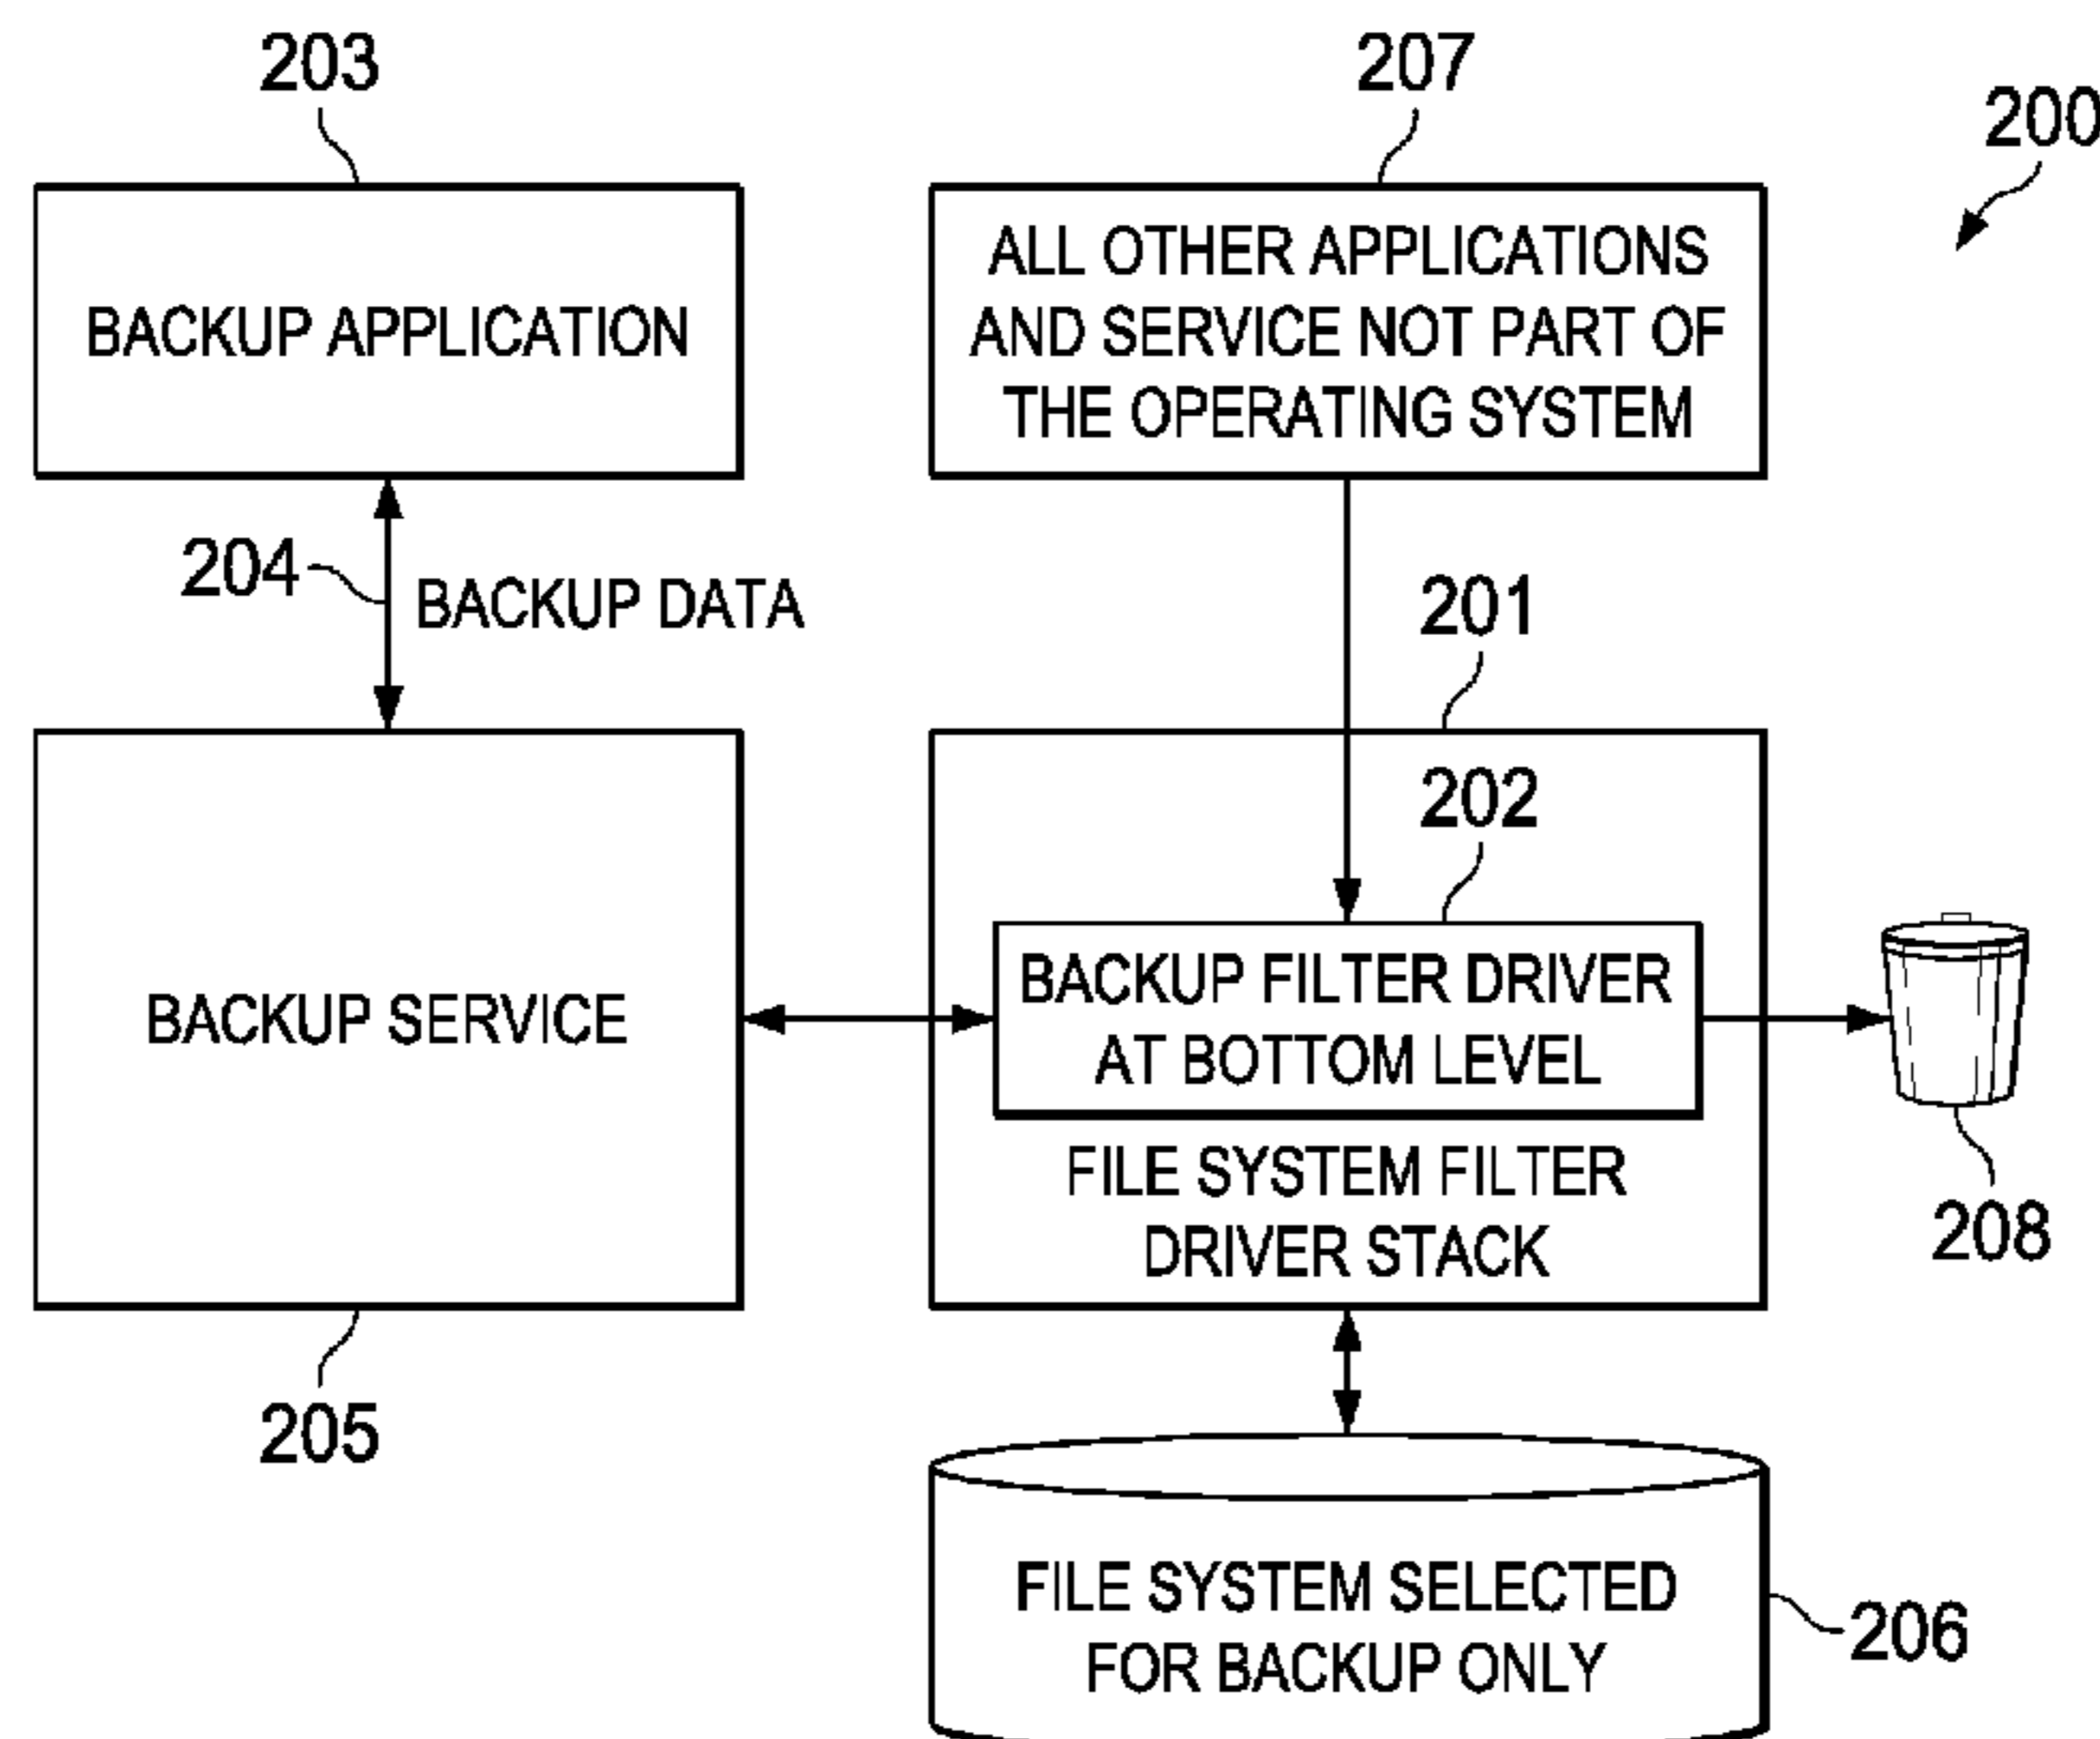 203
207
200
BACKUP APPLICATION
ALL OTHER APPLICATIONS
AND SERVICE NOT PART OF
THE OPERATING SYSTEM
204
BACKUP DATA
201
202
BACKUP SERVICE
BACKUP FILTER DRIVER
AT BOTTOM LEVEL
FILE SYSTEM FILTER
DRIVER STACK
208
205
FILE SYSTEM SELECTED
FOR BACKUP ONLY
206